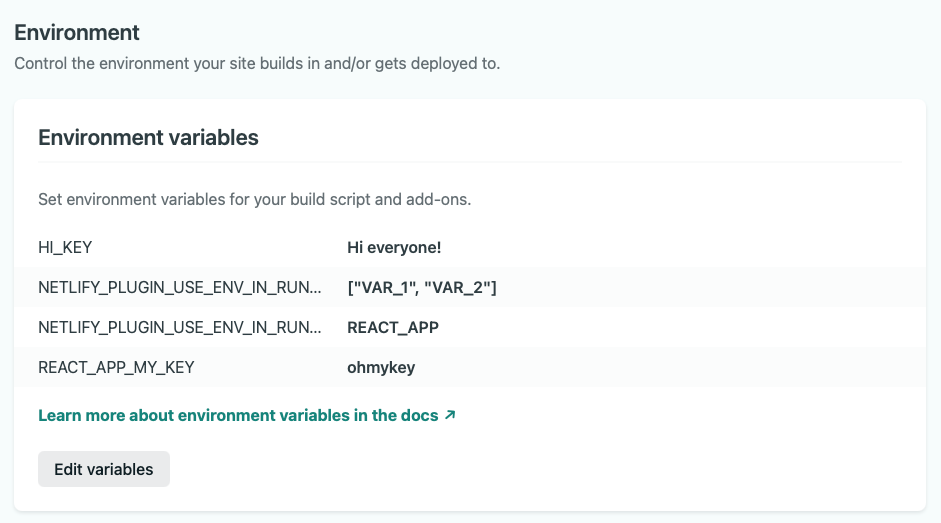 Environment
Control the environment your site builds in and/or gets deployed to.
Environment variables
Set environment variables for your build script and add-ons.
HI_KEY Hi everyone!
NETLIFY_PLUGIN_USE_ENV_IN_RUN... ["VAR_1", "VAR_2"]
NETLIFY_PLUGIN_USE_ENV_IN_RUN... REACT_APP
REACT_APP_MY_KEY ohmykey
Learn more about environment variables in the docs ↗
Edit variables